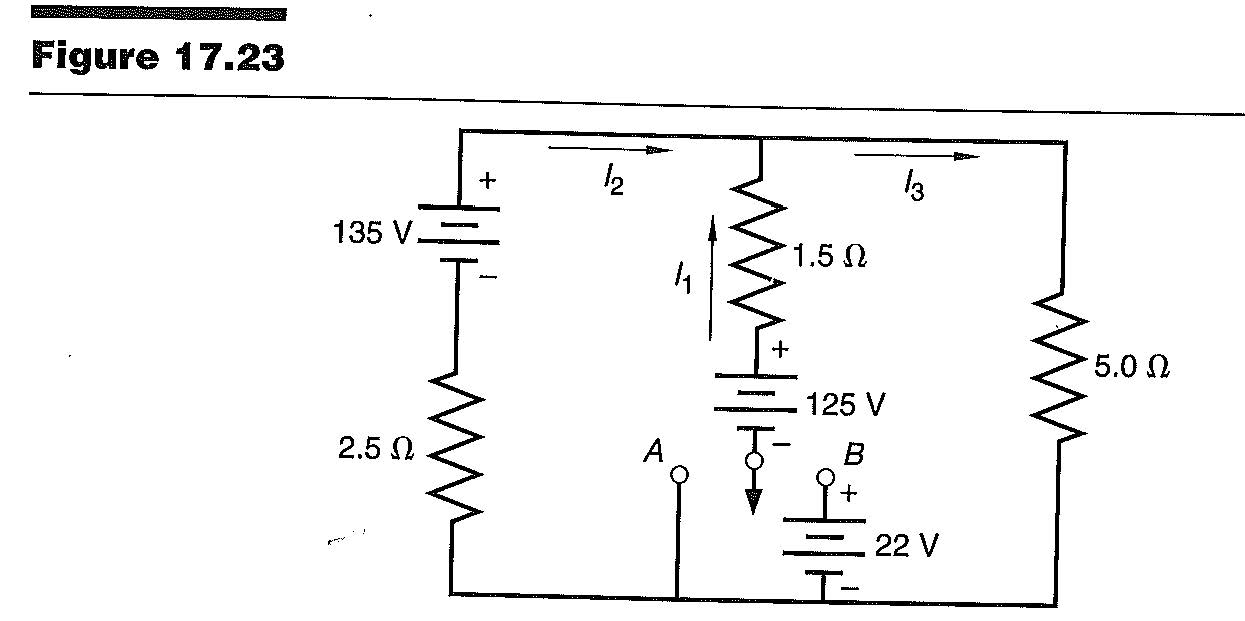 Figure 17.23
+
I2
I3
135 V
−
1.5 Ω
I1
+
125 V
5.0 Ω
−
2.5 Ω
A
B
+
22 V
−